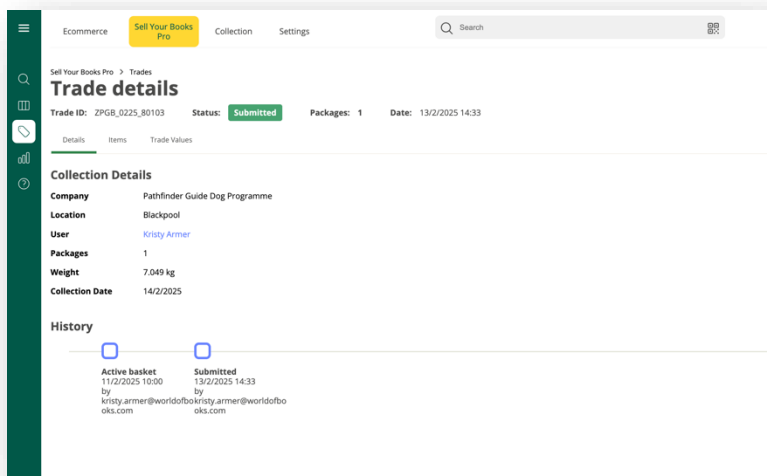 Ecommerce
Sell Your Books
Pro
Collection
Settings
Search
Sell Your Books Pro > Trades
Trade details
Trade ID: ZPGB_0225_80103 Status: Submitted Packages: 1 Date: 13/2/2025 14:33
Details Items Trade Values
Collection Details
Company Pathfinder Guide Dog Programme
Location Blackpool
User Kristy Armer
Packages 1
Weight 7.049 kg
Collection Date 14/2/2025
History
Active basket
11/2/2025 10:00
by
kristy.armer@worldofbo
oks.com
Submitted
13/2/2025 14:33
by
kristy.armer@worldofbo
oks.com